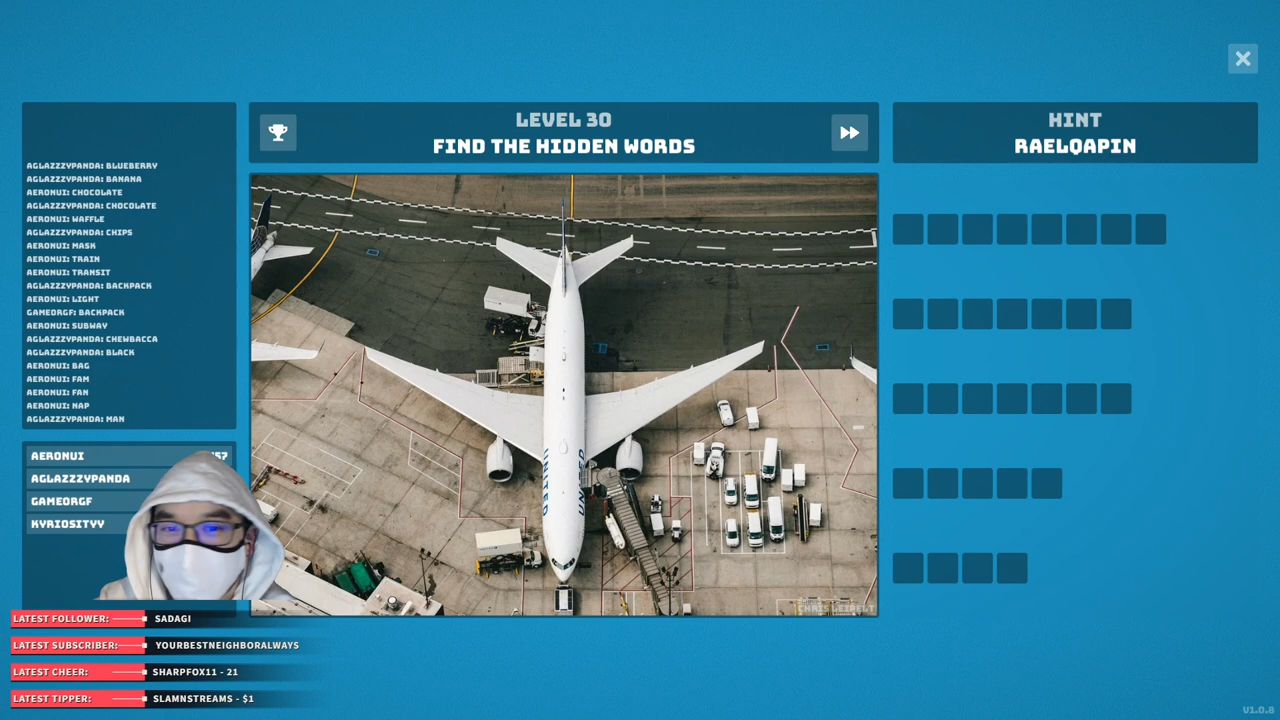 LEVEL 30
FIND THE HIDDEN WORDS
HINT
RAELQAPIN
AGLAZZZYPANDA: BLUEBERRY
AGLAZZZYPANDA: BANANA
AERONUI: CHOCOLATE
AGLAZZZYPANDA: CHOCOLATE
AERONUI: WAFFLE
AGLAZZZYPANDA: CHIPS
AERONUI: MASK
AERONUI: TRAIN
AERONUI: TRANSIT
AGLAZZZYPANDA: BACKPACK
AERONUI: LIGHT
GAMEORGF: BACKPACK
AERONUI: SUBWAY
AGLAZZZYPANDA: CHEWBACCA
AGLAZZZYPANDA: BLACK
AERONUI: BAG
AERONUI: FAM
AERONUI: FAN
AERONUI: NAP
AGLAZZZYPANDA: MAN
AERONUI
AGLAZZZYPANDA
GAMEORGF
KYRIOSITYY
UNITED
UNITED
CHRIS LEIPELT
LATEST FOLLOWER: SADAGI
LATEST SUBSCRIBER: YOURBESTNEIGHBORALWAYS
LATEST CHEER: SHARPFOX11 - 21
LATEST TIPPER: SLAMNSTREAMS - $1
V1.0.8